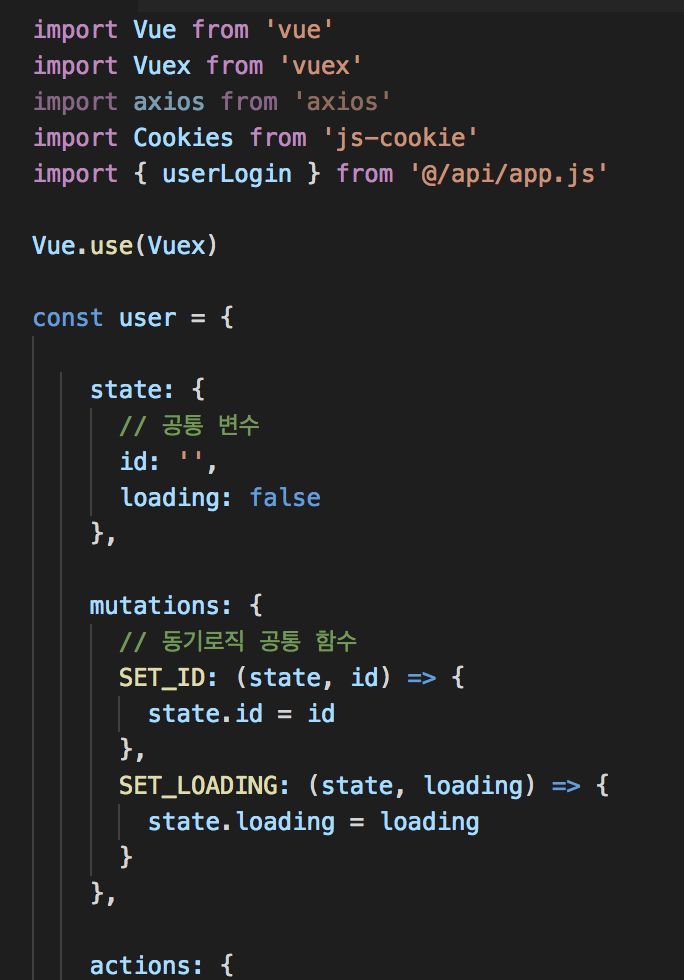 import Vue from 'vue'
import Vuex from 'vuex'
import axios from 'axios'
import Cookies from 'js-cookie'
import { userLogin } from '@/api/app.js'
Vue.use(Vuex)
const user = {
state: {
// 공통 변수
id: '',
loading: false
},
mutations: {
// 동기로직 공통 함수
SET_ID: (state, id) => {
state.id = id
},
SET_LOADING: (state, loading) => {
state.loading = loading
}
},
actions: {